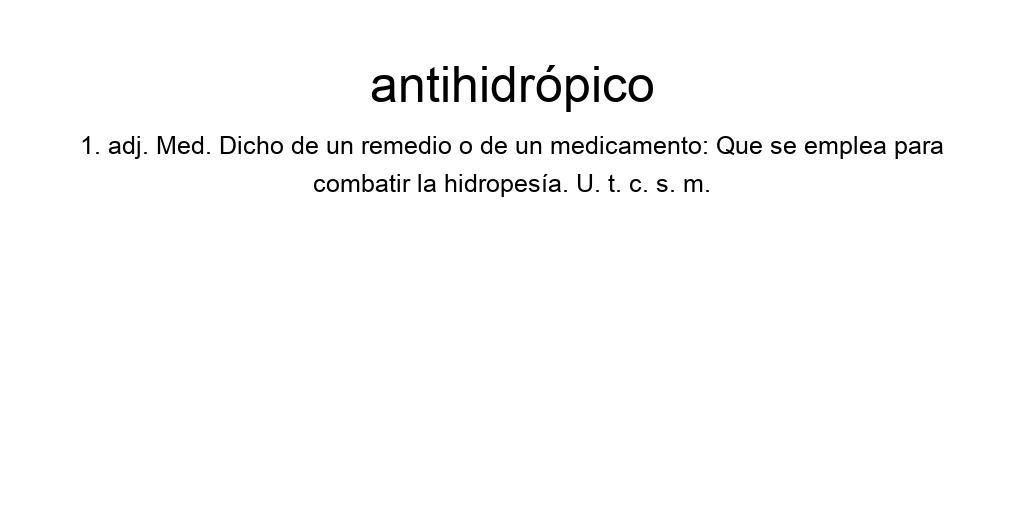 antihidrópico
1. adj. Med. Dicho de un remedio o de un medicamento: Que se emplea para
combatir la hidropesía. U. t. c. s. m.